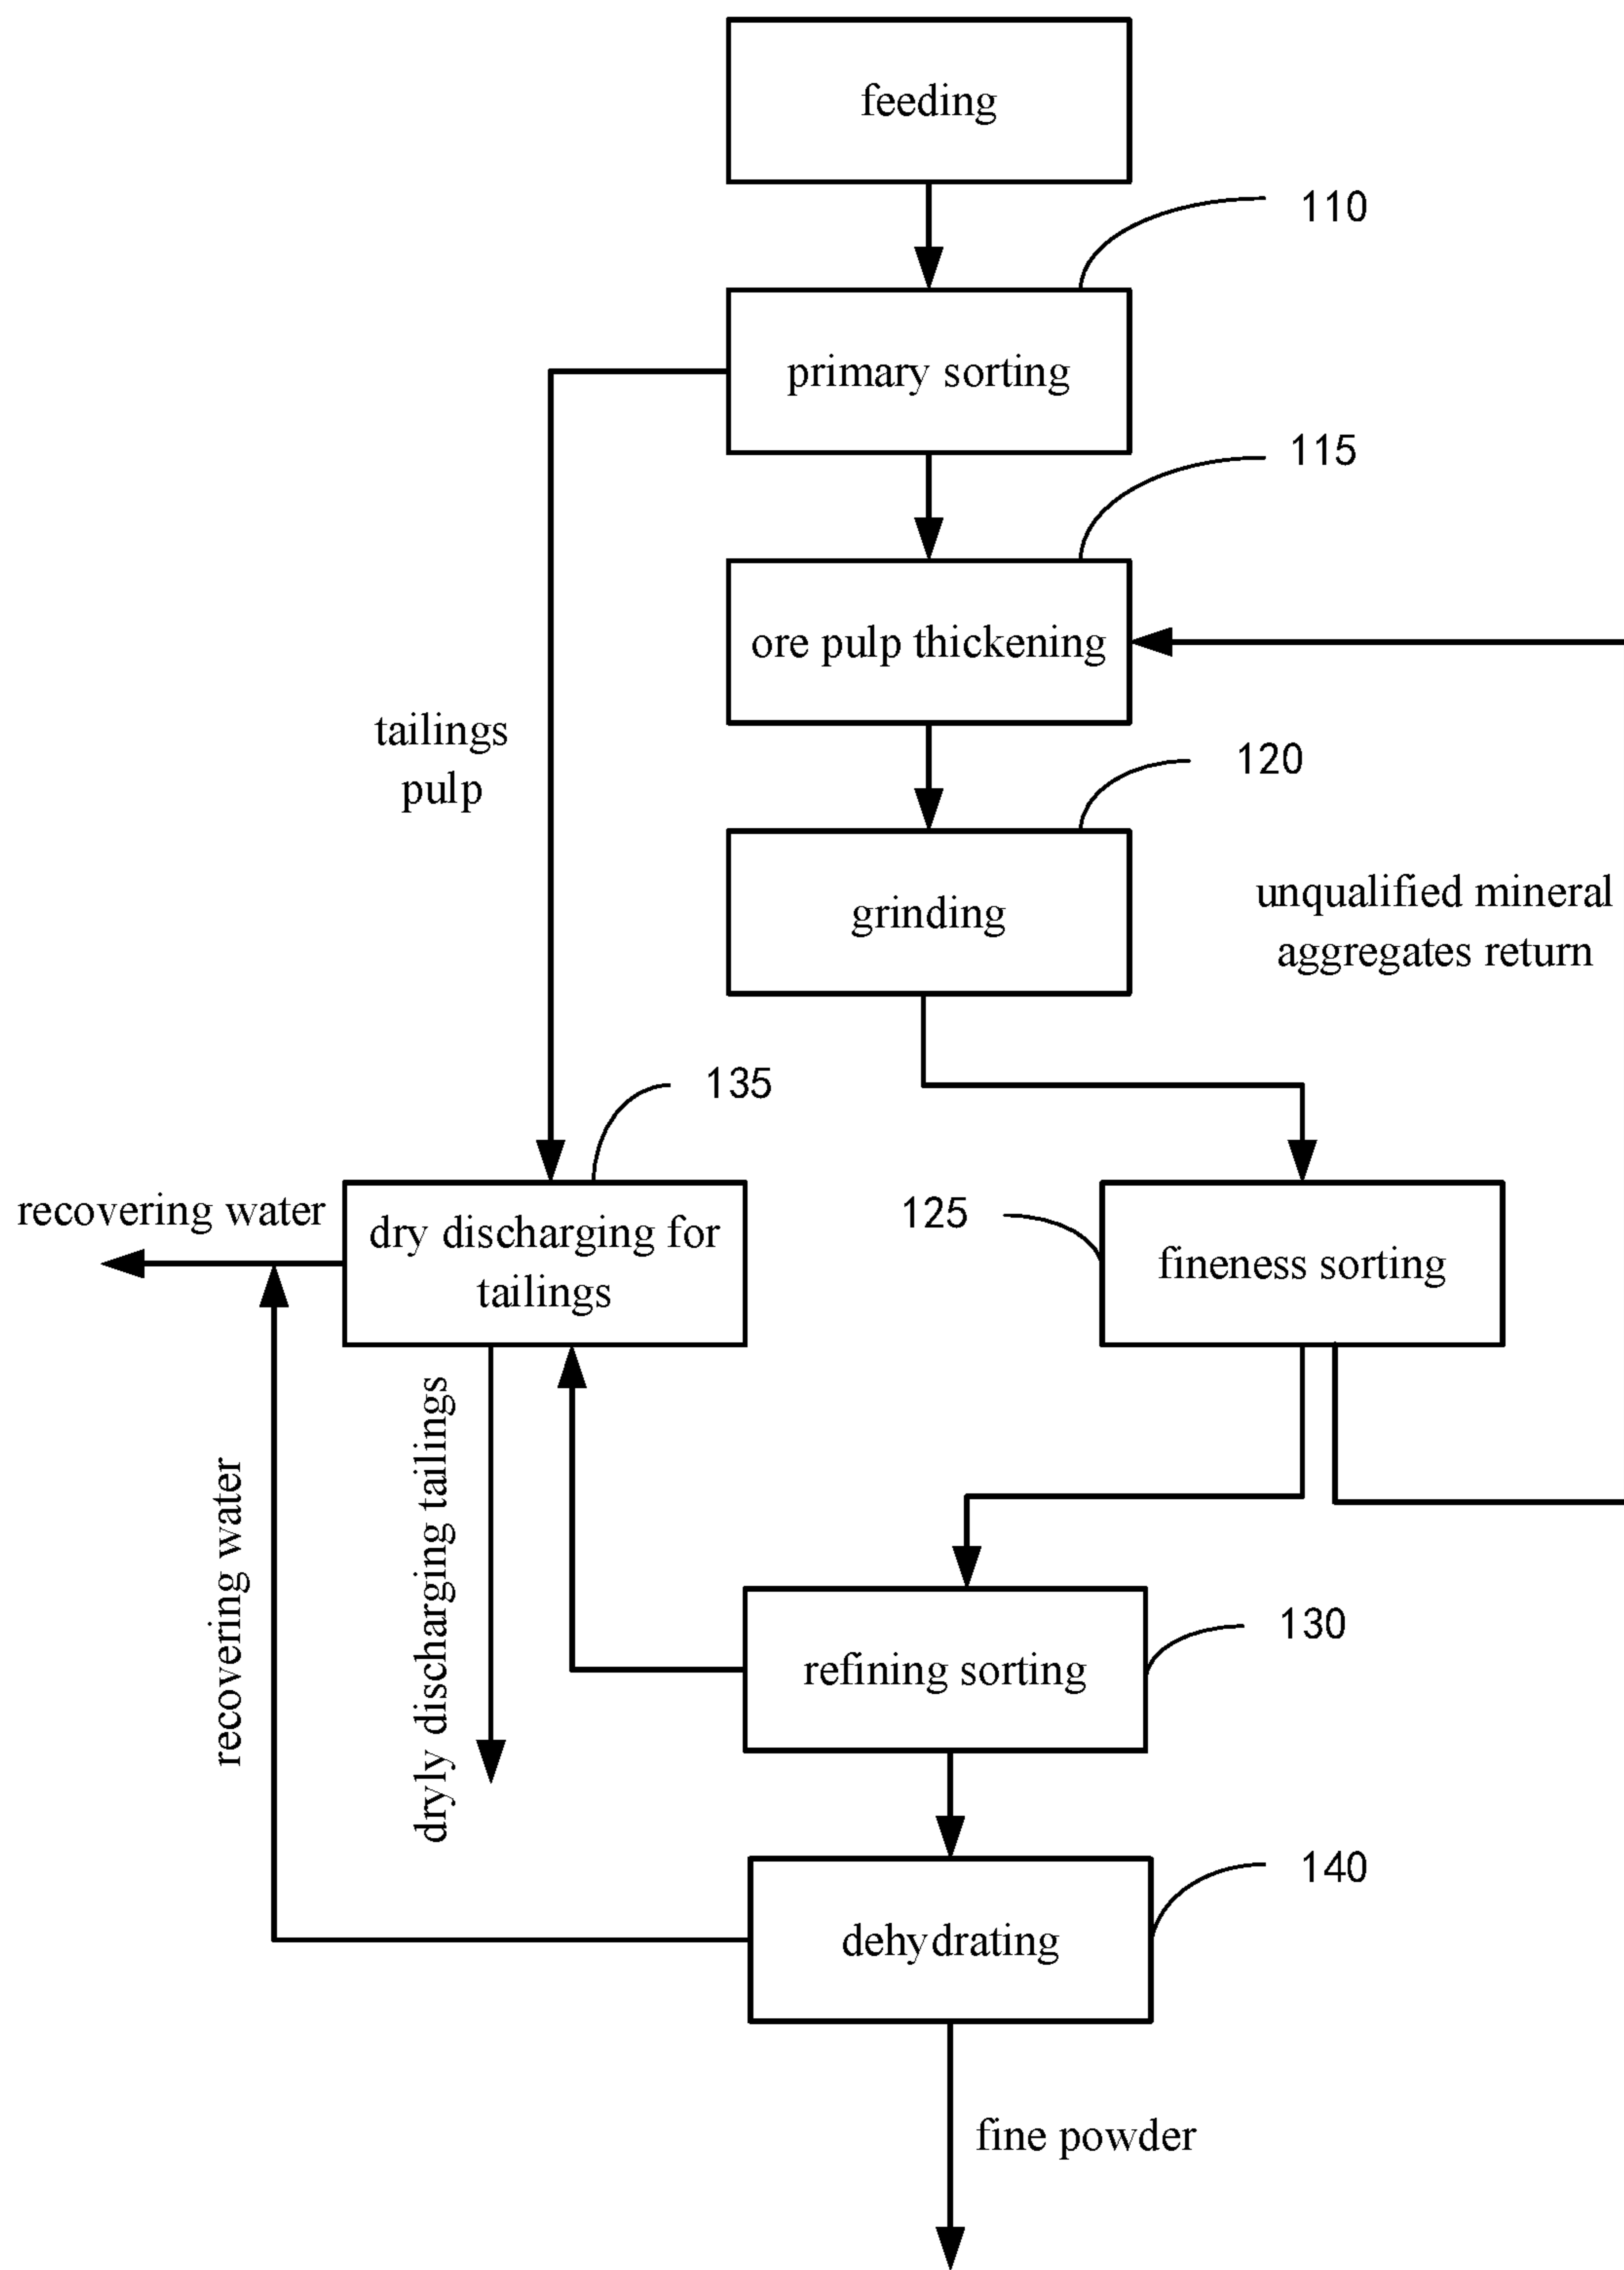 feeding
110
primary sorting
115
ore pulp thickening
tailings
pulp
120
grinding
unqualified mineral
aggregates return
135
recovering water
dry discharging for
tailings
125
fineness sorting
recovering water
dryly discharging tailings
130
refining sorting
140
dehydrating
fine powder